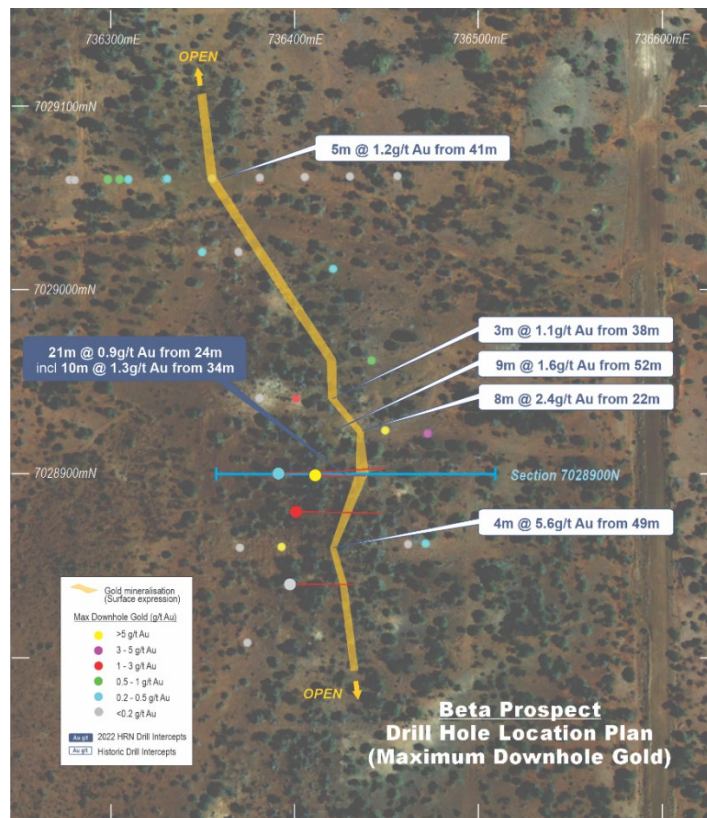 736300mE
736400mE
736500mE
736600mE
OPEN
7029100mN
5m @ 1.2g/t Au from 41m
7029000mN
3m @ 1.1g/t Au from 38m
21m @ 0.9g/t Au from 24m
incl 10m @ 1.3g/t Au from 34m
9m @ 1.6g/t Au from 52m
8m @ 2.4g/t Au from 22m
7028900mN
Section 7028900N
4m @ 5.6g/t Au from 49m
Gold mineralisation
(Surface expression)
Max Downhole Gold (g/t Au)
>5 g/t Au
3 - 5 g/t Au
1 - 3 g/t Au
0.5 - 1 g/t Au
0.2 - 0.5 g/t Au
<0.2 g/t Au
Au g/t 2022 HRN Drill Intercepts
Au g/t Historic Drill Intercepts
OPEN
Beta Prospect
Drill Hole Location Plan
(Maximum Downhole Gold)